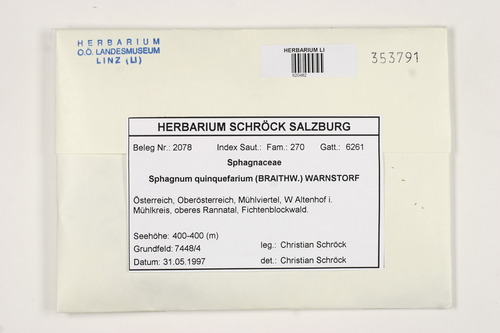 HERBARIUM
O.Ö. LANDESMUSEUM
LINZ (LI)
HERBARIUM LI
353791
HERBARIUM SCHRÖCK SALZBURG
Beleg Nr.: 2078 Index Saut.: Fam.: 270 Gatt.: 6261
Sphagnaceae
Sphagnum quinquefarium (BRAITHW.) WARNSTORF
Österreich, Oberösterreich, Mühlviertel, W Altenhof i.
Mühlkreis, oberes Rannatal, Fichtenblockwald.
Seehöhe: 400-400 (m)
Grundfeld: 7448/4 leg.: Christian Schröck
Datum: 31.05.1997 det.: Christian Schröck